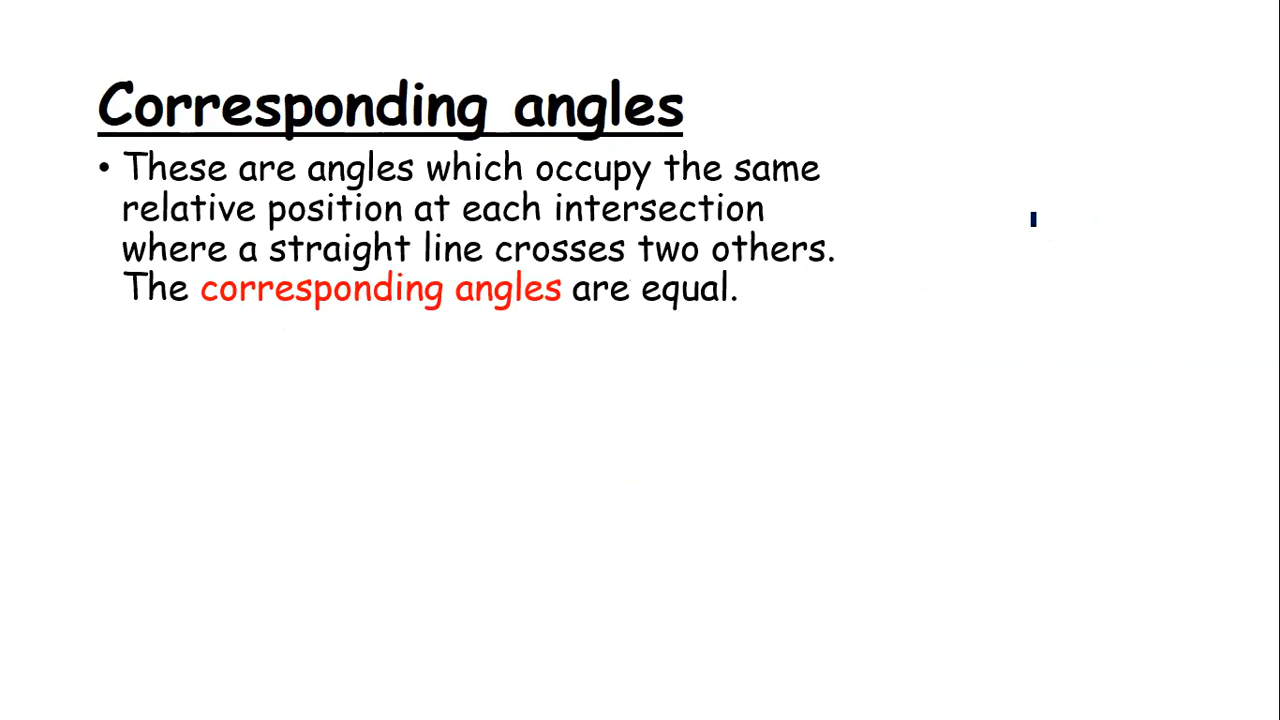 Corresponding angles
• These are angles which occupy the same
relative position at each intersection
where a straight line crosses two others.
The corresponding angles are equal.